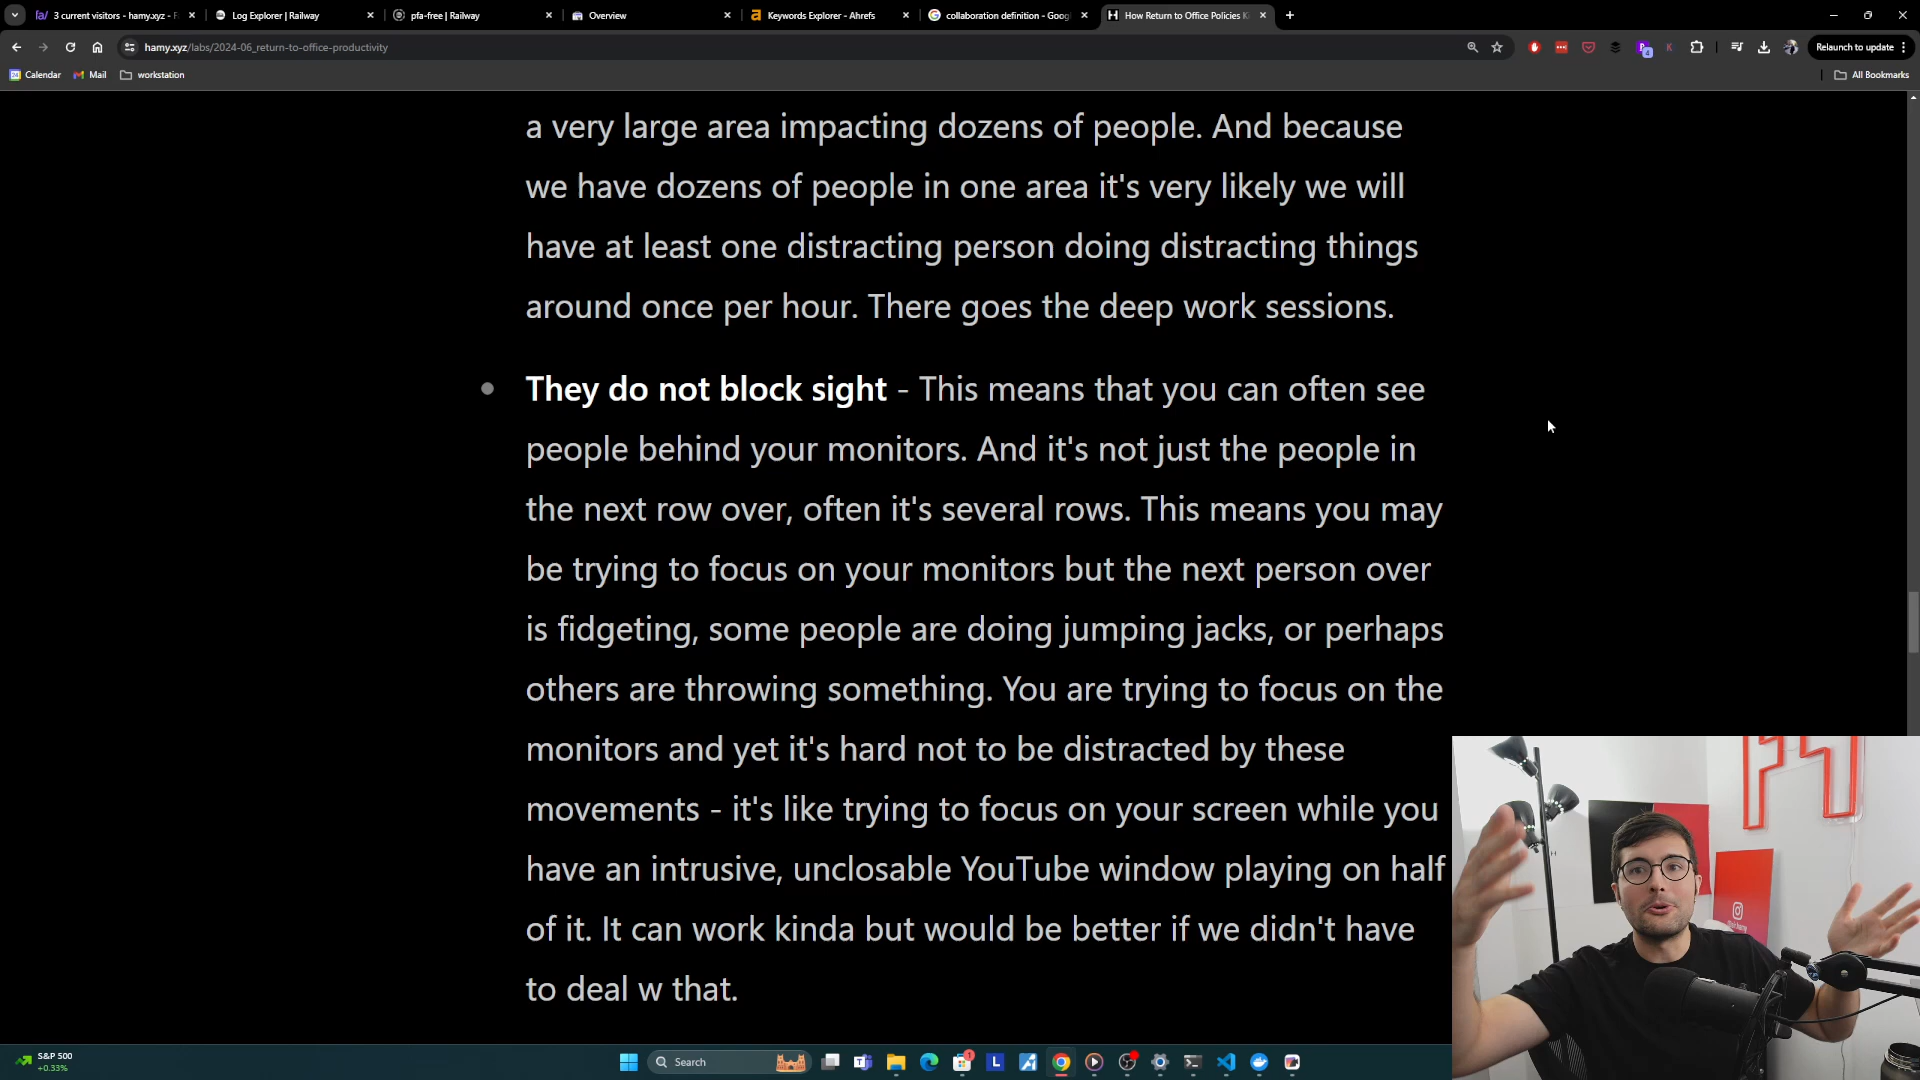 3 current visitors - hamy.xyz - F
Log Explorer | Railway
pfa-free | Railway
Overview
Keywords Explorer - Ahrefs
collaboration definition - Goog
How Return to Office Policies Ki
hamy.xyz/labs/2024-06_return-to-office-productivity
Relaunch to update
Calendar
Mail
workstation
All Bookmarks
a very large area impacting dozens of people. And because
we have dozens of people in one area it's very likely we will
have at least one distracting person doing distracting things
around once per hour. There goes the deep work sessions.
They do not block sight - This means that you can often see
people behind your monitors. And it's not just the people in
the next row over, often it's several rows. This means you may
be trying to focus on your monitors but the next person over
is fidgeting, some people are doing jumping jacks, or perhaps
others are throwing something. You are trying to focus on the
monitors and yet it's hard not to be distracted by these
movements - it's like trying to focus on your screen while you
have an intrusive, unclosable YouTube window playing on half
of it. It can work kinda but would be better if we didn't have
to deal w that.
S&P 500
+0.33%
Search